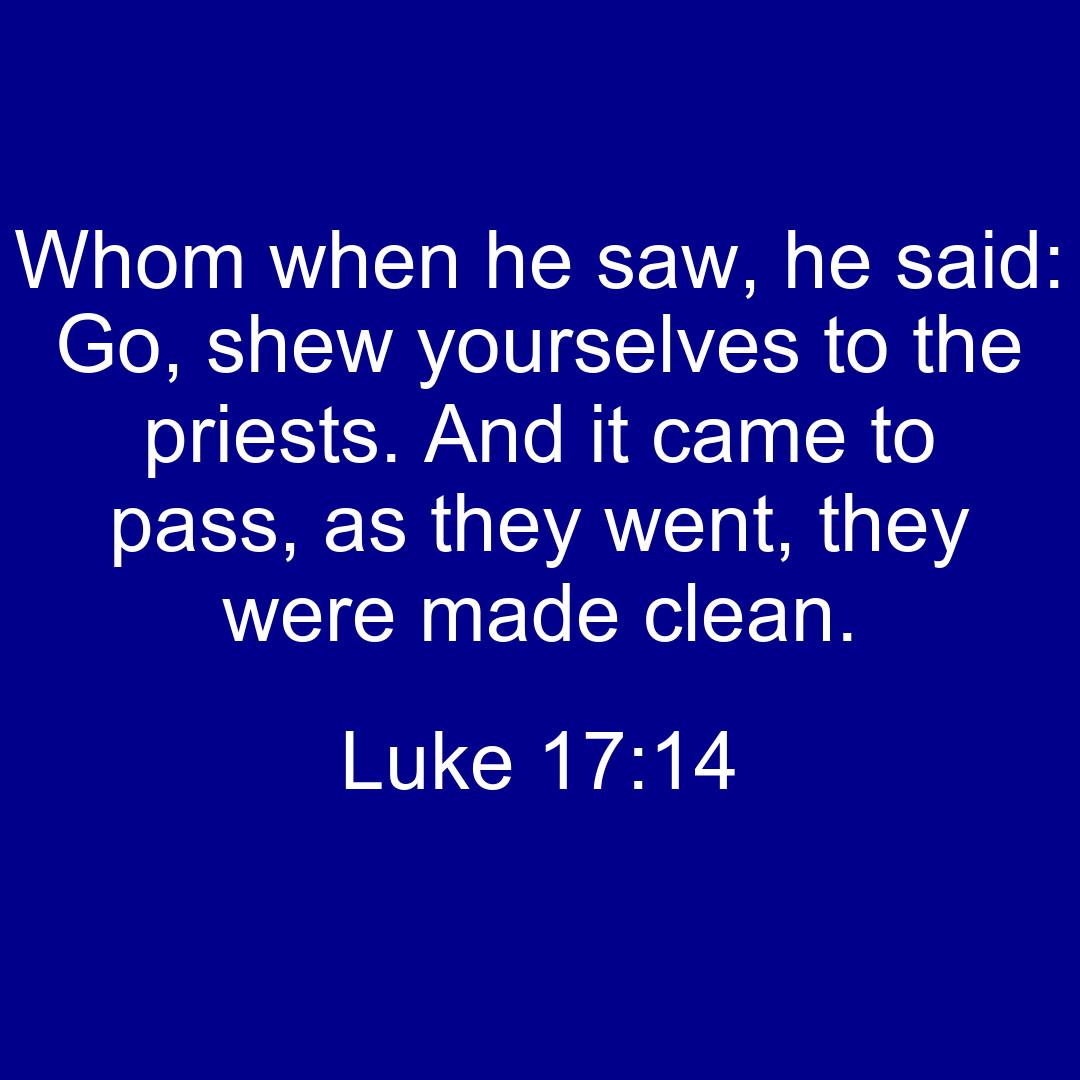 Whom when he saw, he said:
Go, shew yourselves to the
priests. And it came to
pass, as they went, they
were made clean.
Luke 17:14